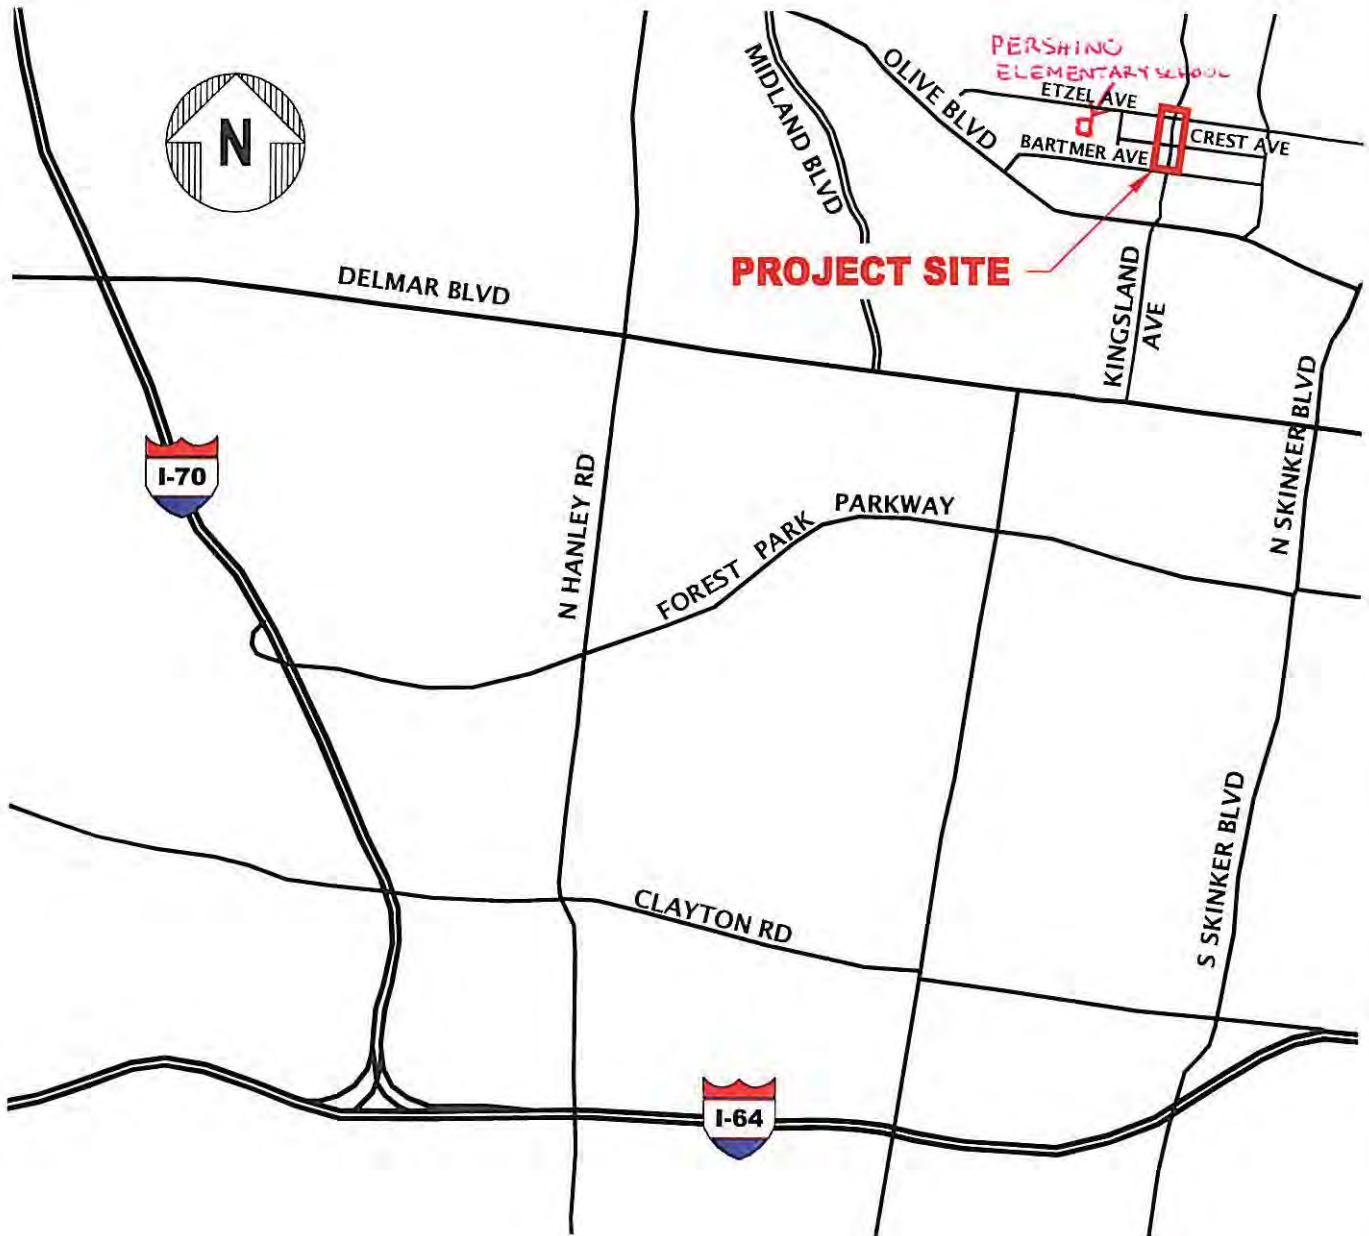 PERSHING
ELEMENTARY SCHOOL
ETZEL AVE
CREST AVE
BARTMER AVE
OLIVE BLVD
MIDLAND BLVD
N
PROJECT SITE
DELMAR BLVD
KINGSLAND
AVE
N SKINKER BLVD
I-70
N HANLEY RD
FOREST PARK PARKWAY
S SKINKER BLVD
CLAYTON RD
I-64